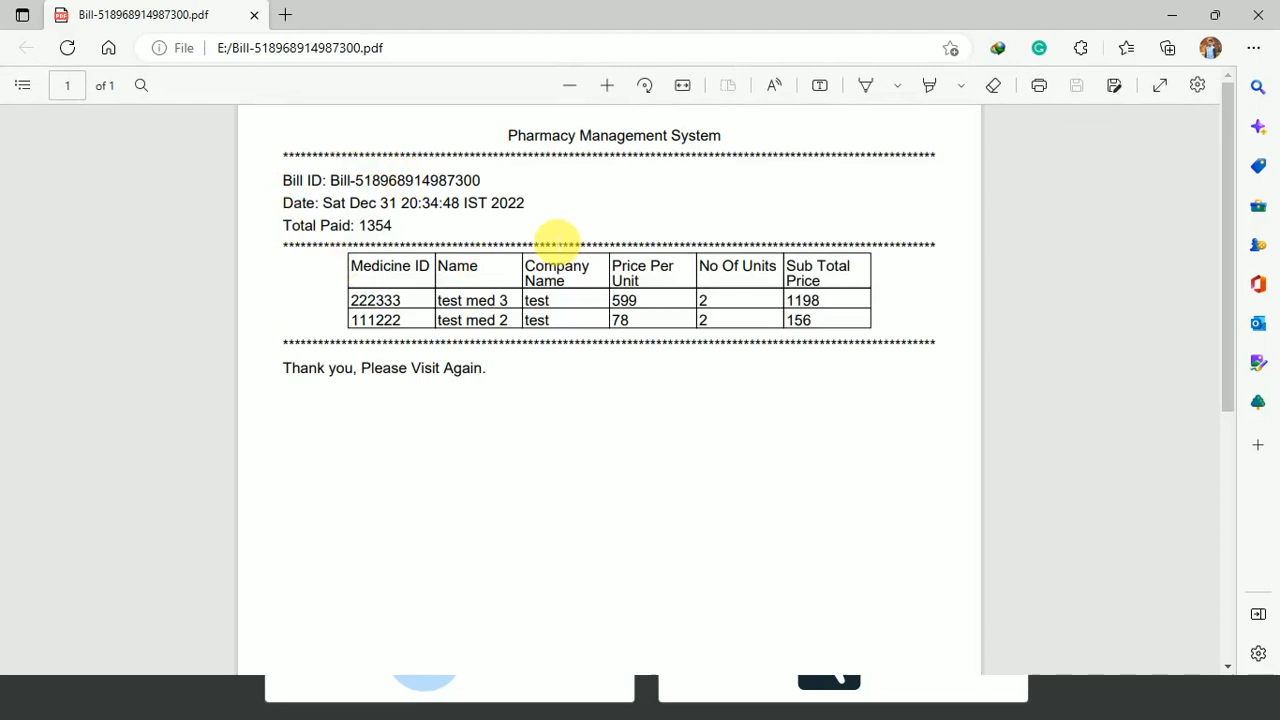 Bill-518968914987300.pdf
File E:/Bill-518968914987300.pdf
1 of 1
Pharmacy Management System
****************************************************************************************************************
Bill ID: Bill-518968914987300
Date: Sat Dec 31 20:34:48 IST 2022
Total Paid: 1354
****************************************************************************************************************
Medicine ID Name Company Name Price Per Unit No Of Units Sub Total Price
222333 test med 3 test 599 2 1198
111222 test med 2 test 78 2 156
****************************************************************************************************************
Thank you, Please Visit Again.